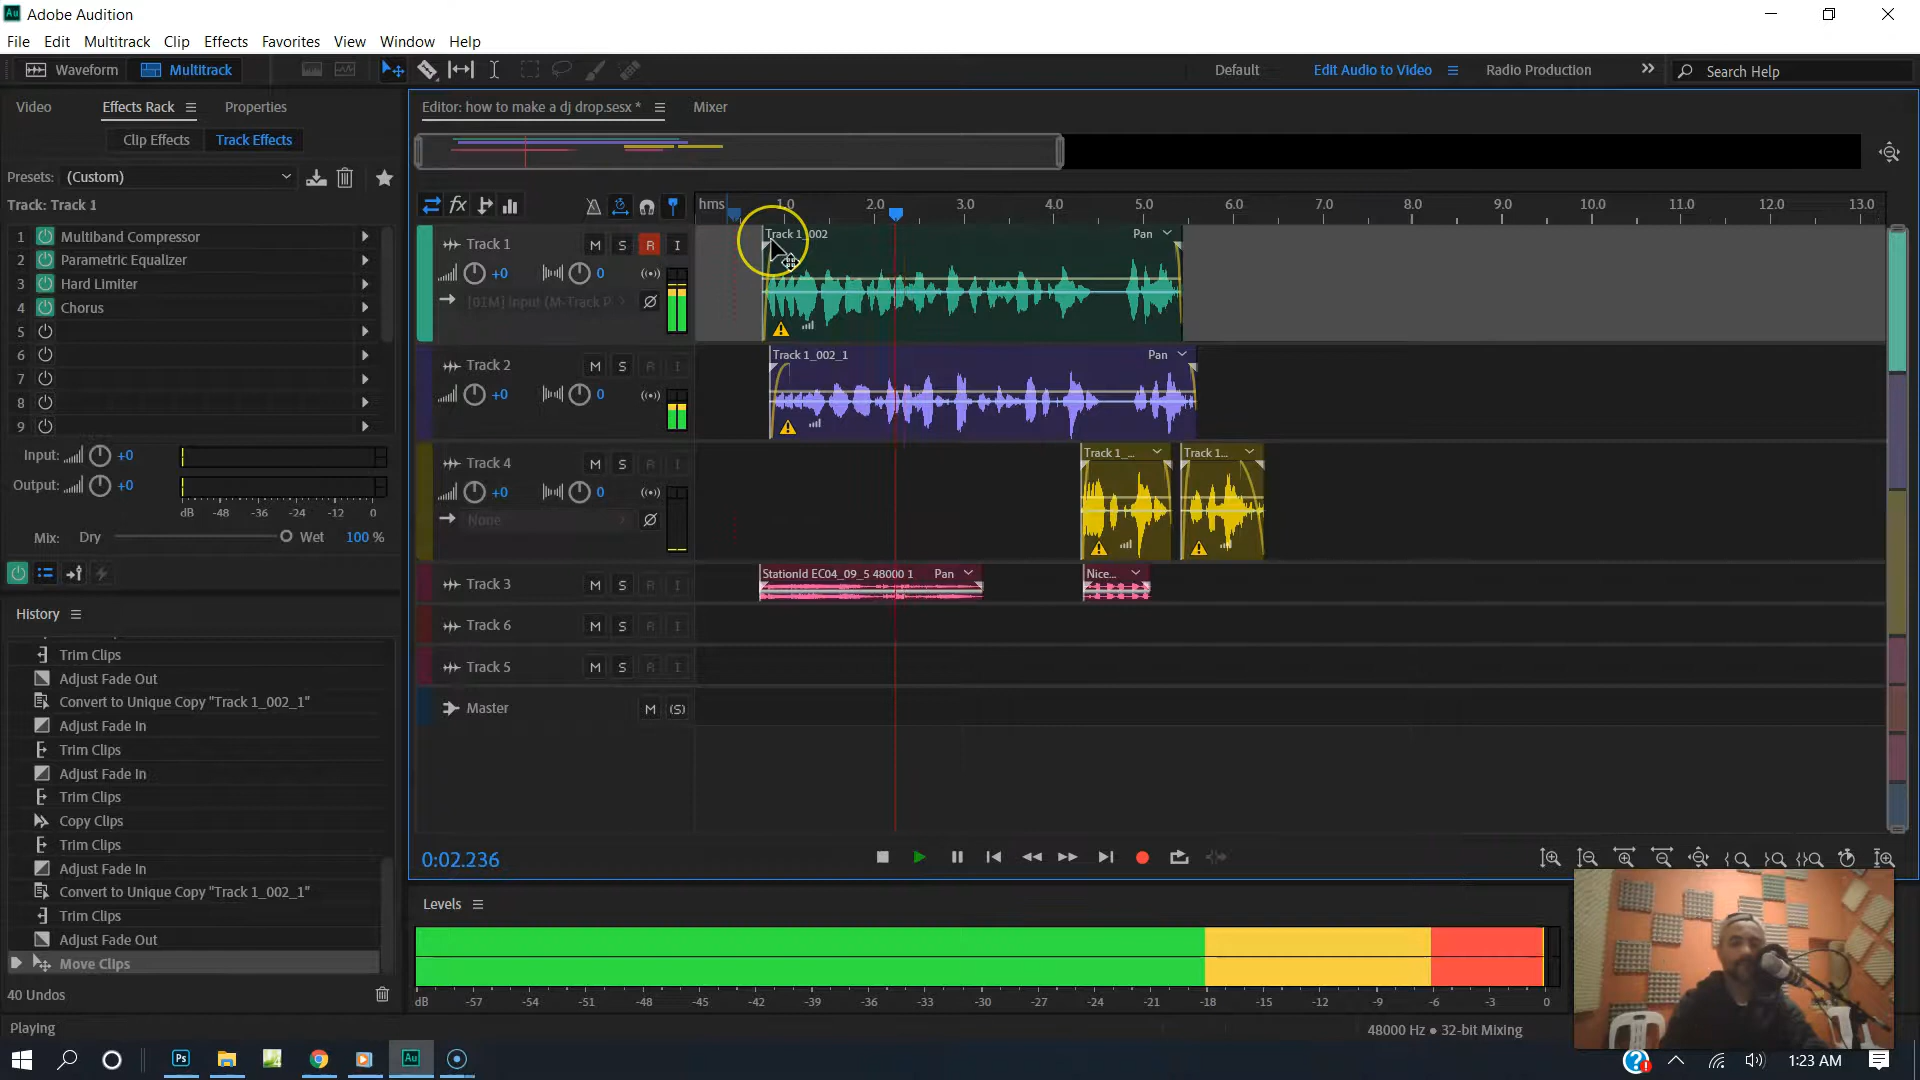 Au Adobe Audition
File Edit Multitrack Clip Effects Favorites View Window Help
Waveform Multitrack Default Edit Audio to Video Radio Production Search Help
Video Effects Rack Properties
Clip Effects Track Effects
Presets: (Custom)
Track: Track 1
1 Multiband Compressor
2 Parametric Equalizer
3 Hard Limiter
4 Chorus
5
6
7
8
9
Input: +0
Output: +0
dB -48 -36 -24 -12 0
Mix: Dry Wet 100 %
History
Trim Clips
Adjust Fade Out
Convert to Unique Copy "Track 1_002_1"
Adjust Fade In
Trim Clips
Adjust Fade In
Trim Clips
Copy Clips
Trim Clips
Adjust Fade In
Convert to Unique Copy "Track 1_002_1"
Trim Clips
Adjust Fade Out
Move Clips
40 Undos
Playing
Editor: how to make a dj drop.sesx * Mixer
fx hms 1.0 2.0 3.0 4.0 5.0 6.0 7.0 8.0 9.0 10.0 11.0 12.0 13.0
Track 1 M S R I
+0 0
[01M] Input (M-Track P
Track 1_002 Pan
Track 2 M S R I
+0 0
Track 1_002_1 Pan
Track 4 M S R I
+0 0
None
Track 1_... Track 1...
Track 3 M S R I
StationId EC04_09_5 48000 1 Pan Nice...
Track 6 M S R I
Track 5 M S R I
Master M (S)
0:02.236
Levels
dB -57 -54 -51 -48 -45 -42 -39 -36 -33 -30 -27 -24 -21 -18 -15 -12 -9 -6 -3 0
48000 Hz ● 32-bit Mixing
Ps Au 1:23 AM